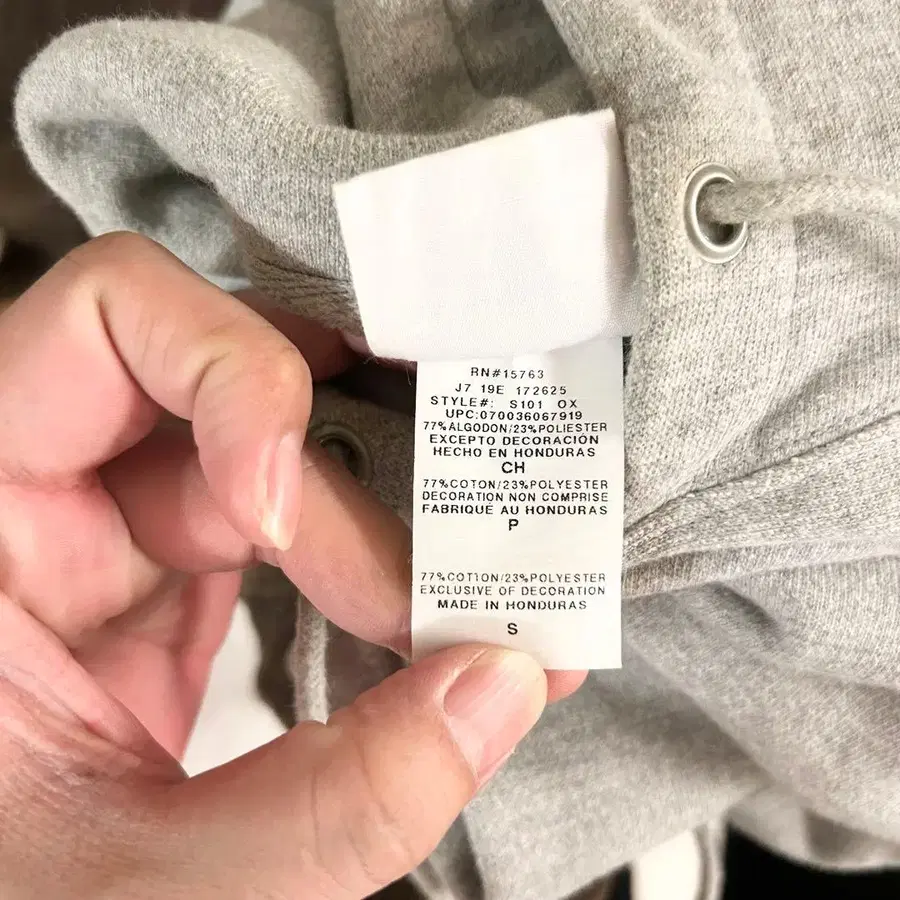 RN#15763
J7 19E 172625
STYLE#: S101 OX
UPC:070036067919
77%ALGODON/23%POLIESTER
EXCEPTO DECORACIÓN
HECHO EN HONDURAS
CH
77%COTON/23%POLYESTER
DECORATION NON COMPRISE
FABRIQUÉ AU HONDURAS
P
77%COTTON/23%POLYESTER
EXCLUSIVE OF DECORATION
MADE IN HONDURAS
S